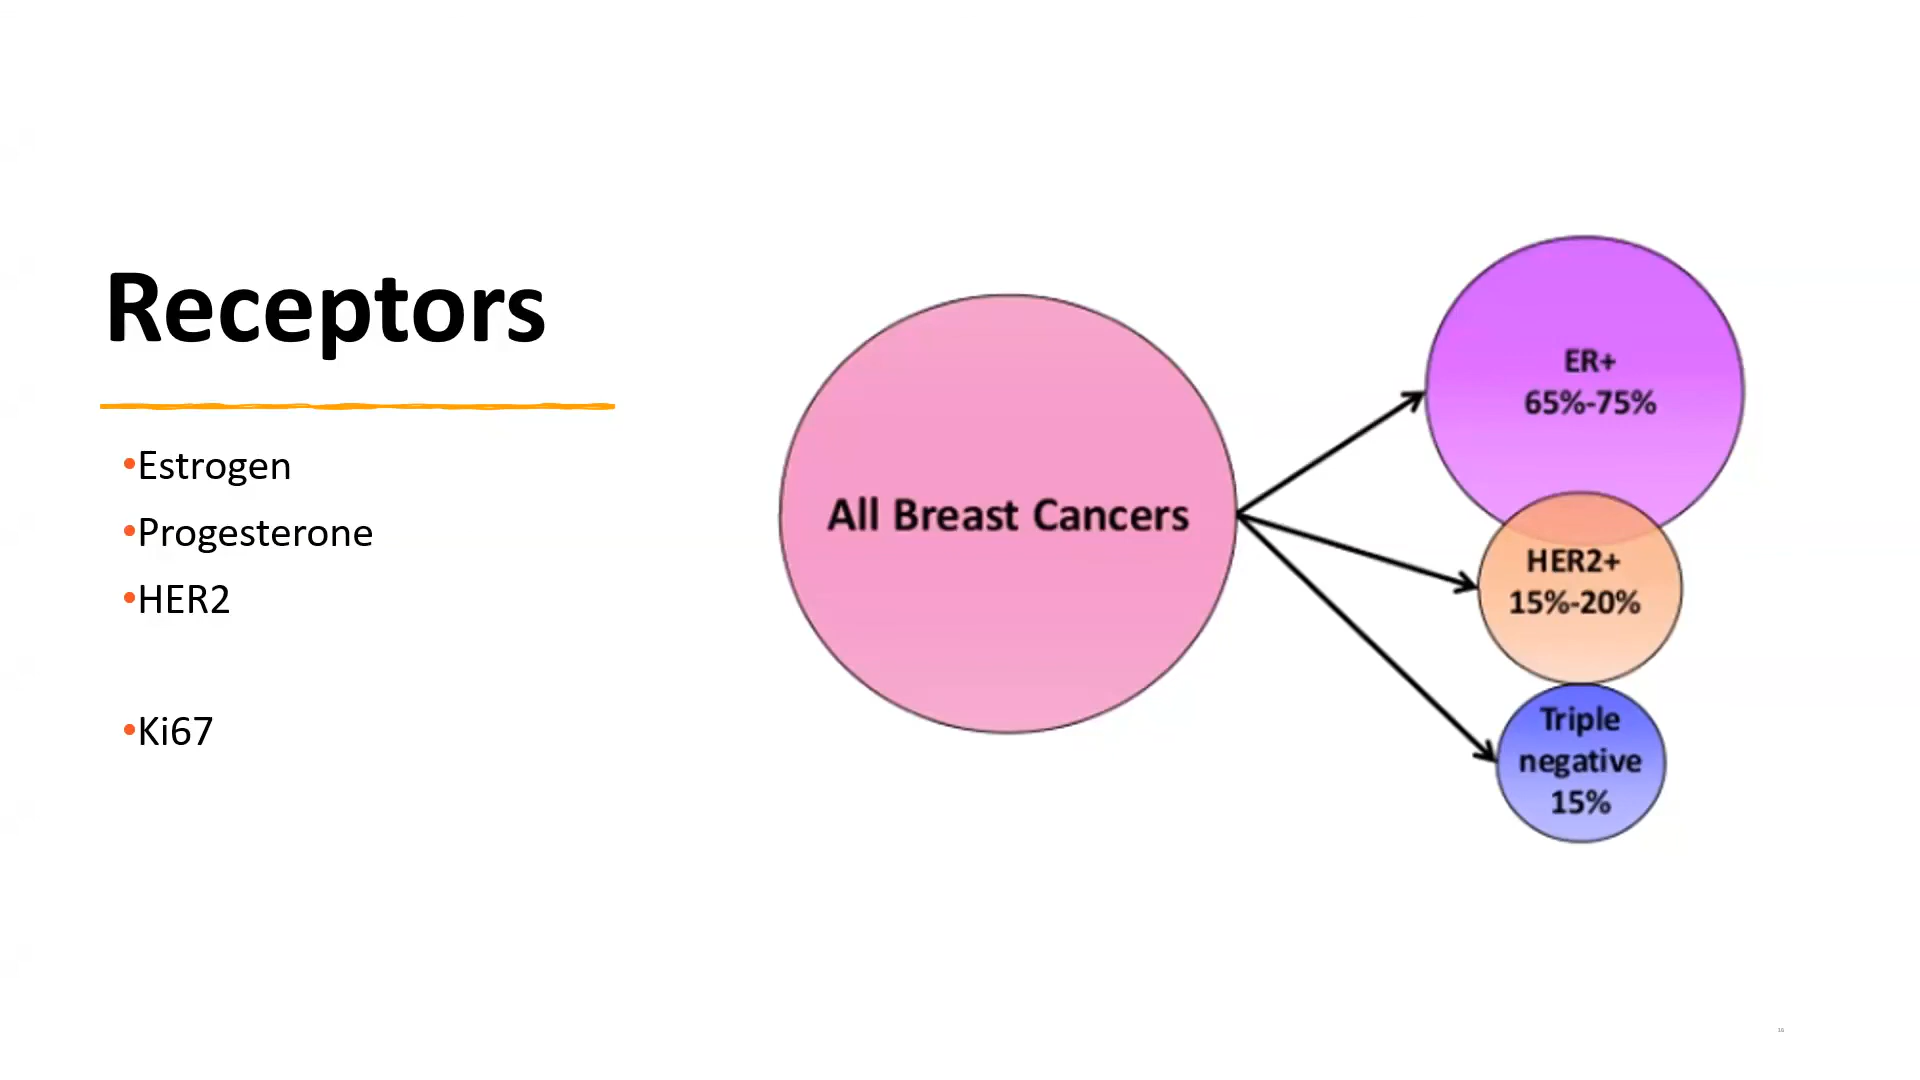 Receptors
•Estrogen
•Progesterone
•HER2
•Ki67
All Breast Cancers
ER+
65%-75%
HER2+
15%-20%
Triple
negative
15%